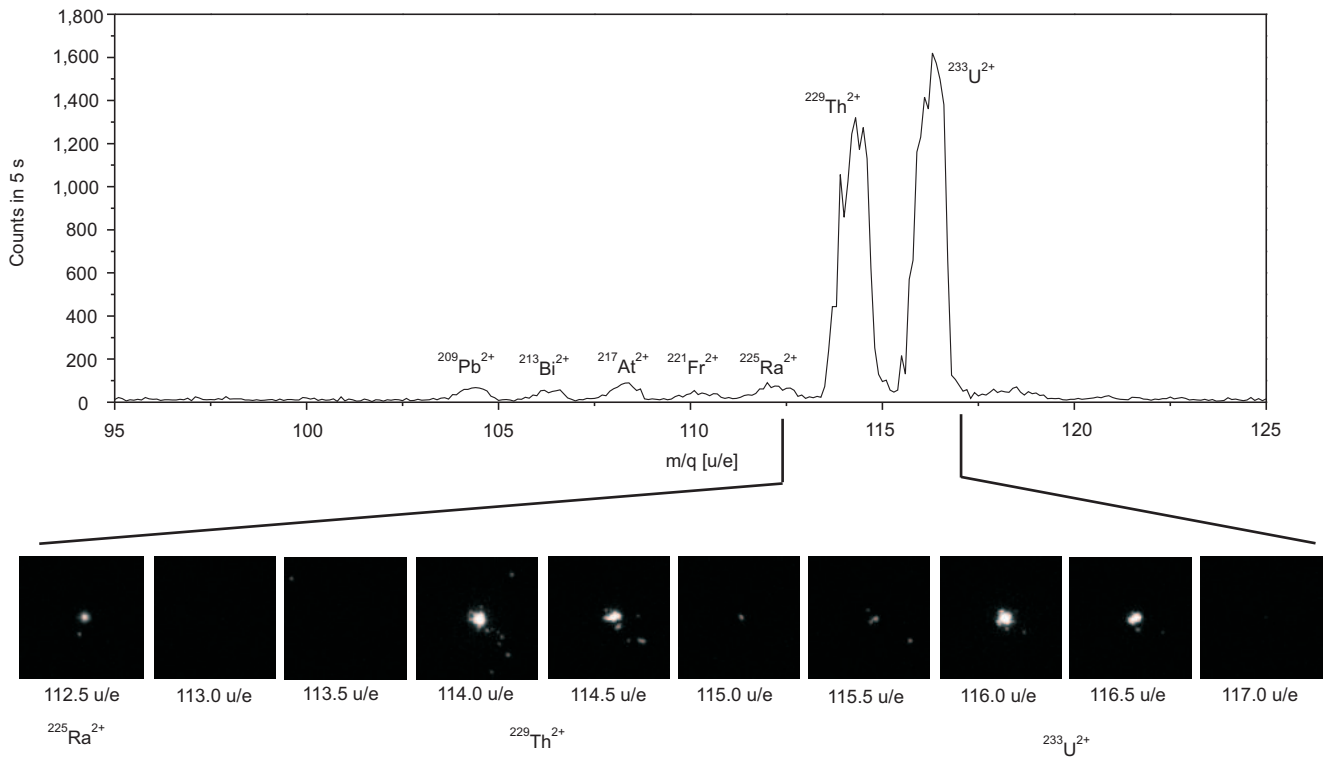 1,800
1,600
1,400
1,200
1,000
800
600
400
200
0
Counts in 5 s
²⁰⁹Pb²⁺
²¹³Bi²⁺
²¹⁷At²⁺
²²¹Fr²⁺
²²⁵Ra²⁺
²²⁹Th²⁺
²³³U²⁺
95 100 105 110 115 120 125
m/q [u/e]
112.5 u/e 113.0 u/e 113.5 u/e 114.0 u/e 114.5 u/e 115.0 u/e 115.5 u/e 116.0 u/e 116.5 u/e 117.0 u/e
²²⁵Ra²⁺ ²²⁹Th²⁺ ²³³U²⁺